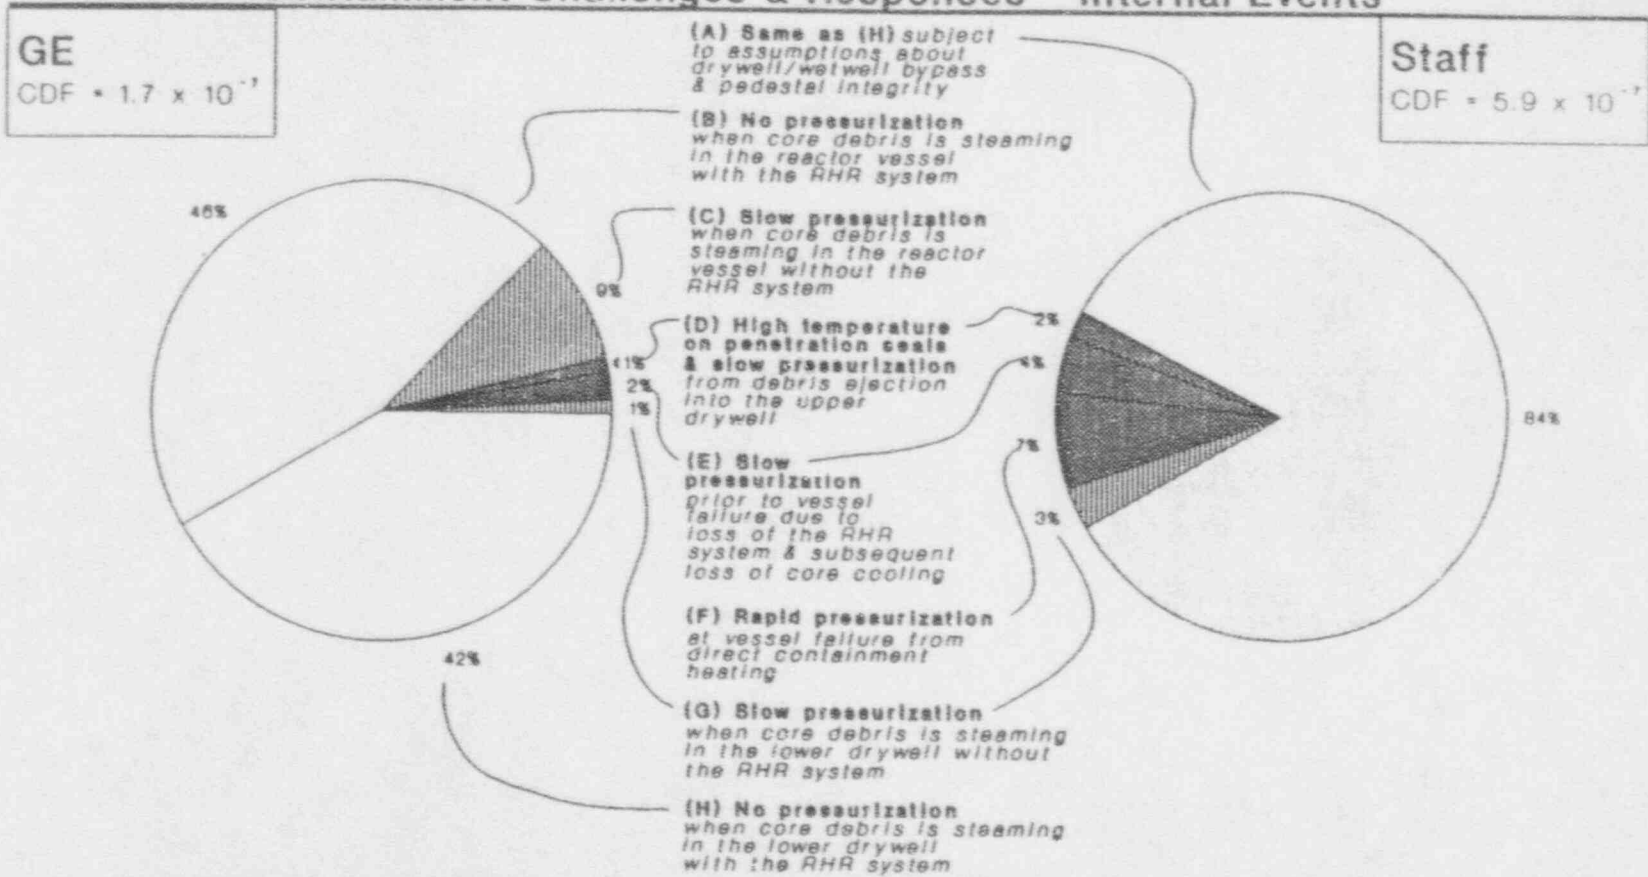 Challenges & Responses - Internal Events
GE
CDF = 1.7 x 10⁻⁷
Staff
CDF = 5.9 x 10⁻⁷
(A) Same as (H) subject
to assumptions about
drywell/wetwell bypass
& pedestal integrity
(B) No pressurization
when core debris is steaming
in the reactor vessel
with the RHR system
(C) Slow pressurization
when core debris is
steaming in the reactor
vessel without the
RHR system
(D) High temperature
on penetration seals
& slow pressurization
from debris ejection
into the upper
drywell
(E) Slow
pressurization
prior to vessel
failure due to
loss of the RHR
system & subsequent
loss of core cooling
(F) Rapid pressurization
at vessel failure from
direct containment
heating
(G) Slow pressurization
when core debris is steaming
in the lower drywell without
the RHR system
(H) No pressurization
when core debris is steaming
in the lower drywell
with the RHR system
46%
9%
<1%
2%
1%
42%
2%
4%
7%
3%
84%